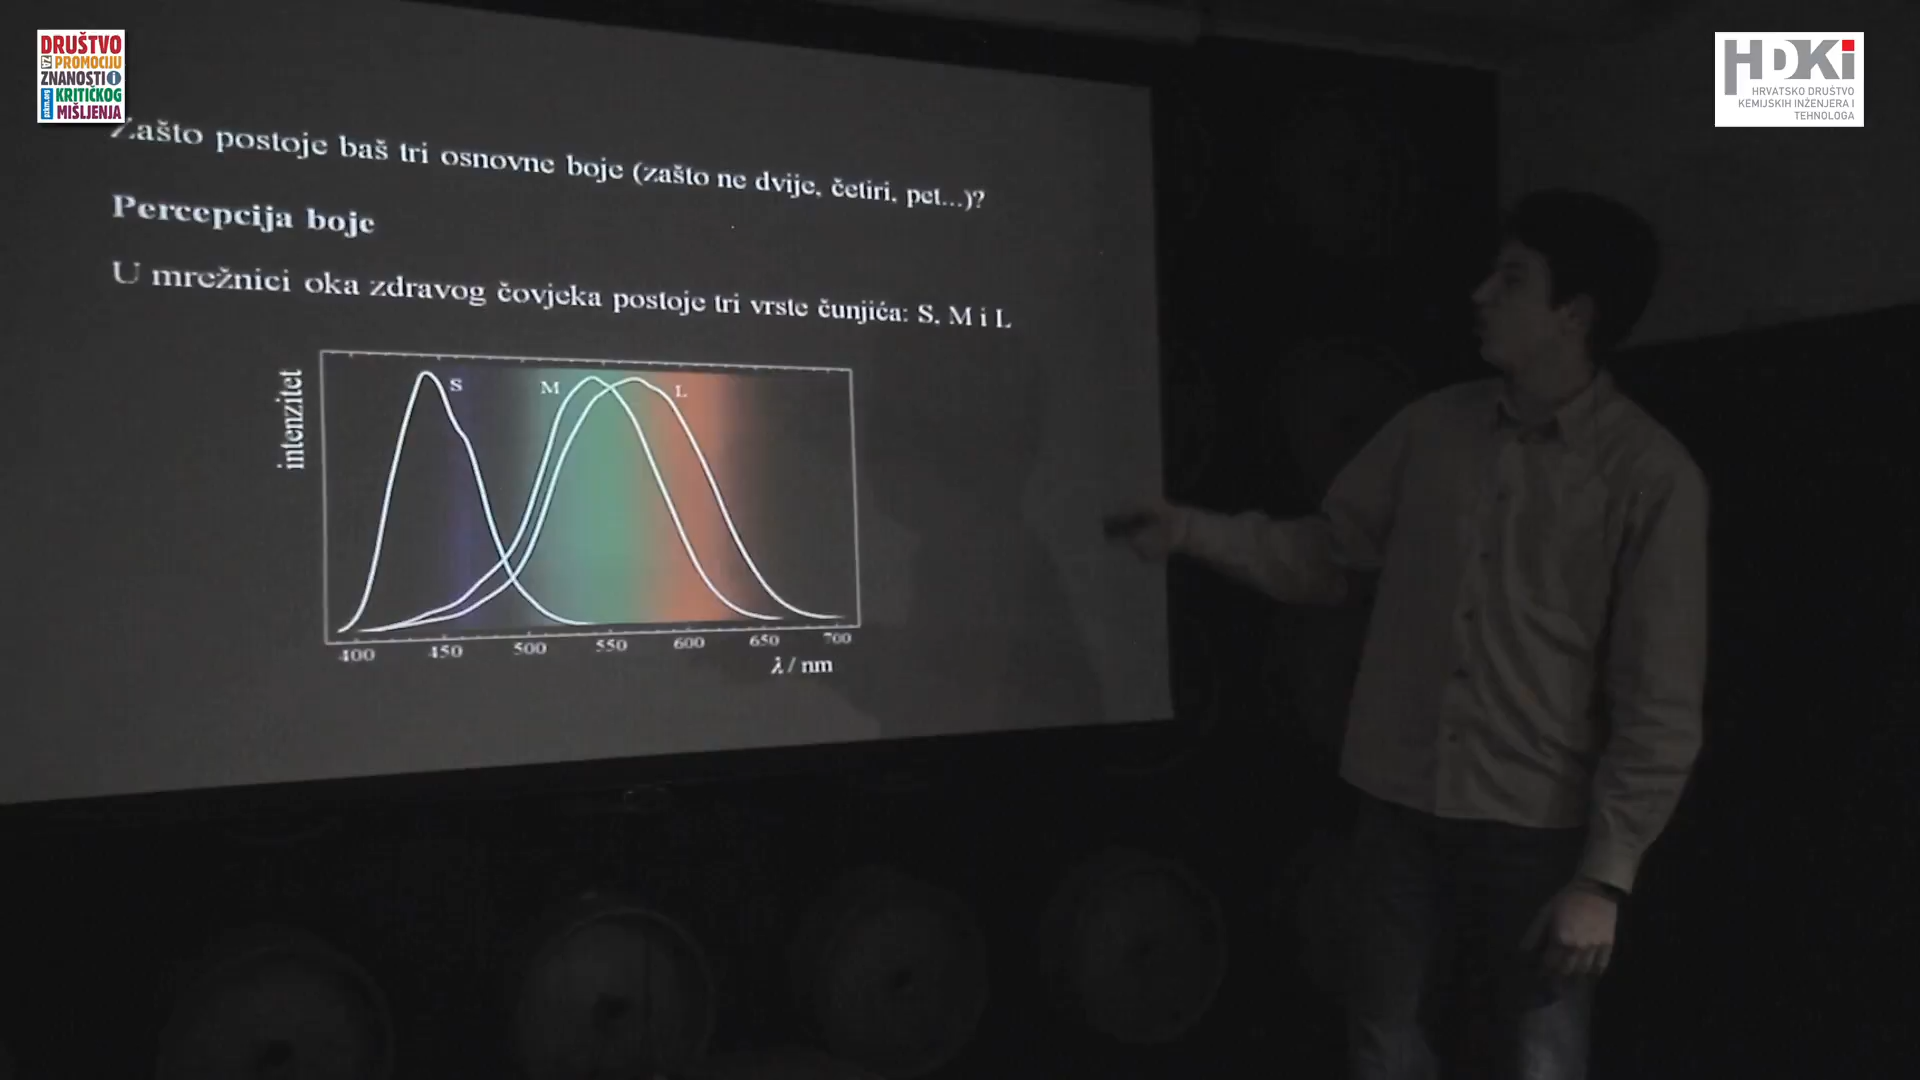 DRUŠTVO
ZA PROMOCIJU
ZNANOSTI i
KRITIČKOG
MIŠLJENJA
pzkm.org
HDKi
HRVATSKO DRUŠTVO
KEMIJSKIH INŽENJERA I
TEHNOLOGA
Zašto postoje baš tri osnovne boje (zašto ne dvije, četiri, pet...)?
Percepcija boje
U mrežnici oka zdravog čovjeka postoje tri vrste čunjića: S, M i L
intenzitet
S M L
400 450 500 550 600 650 700
λ / nm